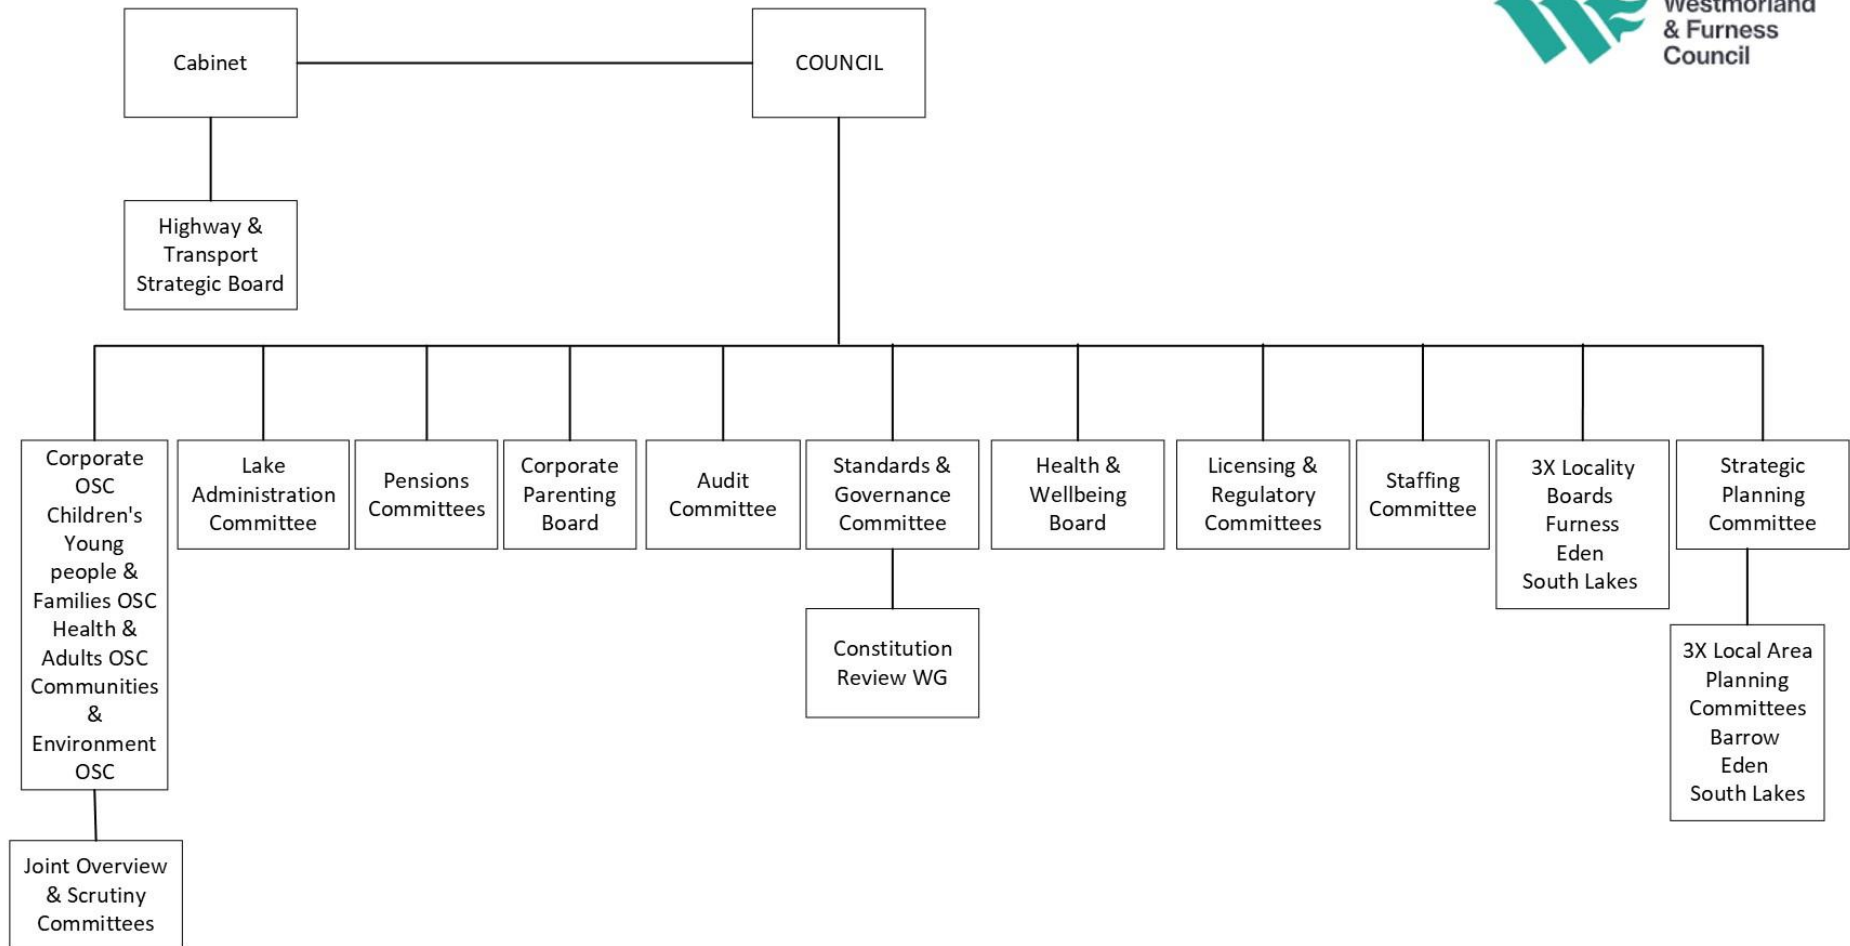 Westmorland
& Furness
Council
Cabinet
COUNCIL
Highway &
Transport
Strategic Board
Corporate
OSC
Children's
Young
people &
Families OSC
Health &
Adults OSC
Communities
&
Environment
OSC
Lake
Administration
Committee
Pensions
Committees
Corporate
Parenting
Board
Audit
Committee
Standards &
Governance
Committee
Health &
Wellbeing
Board
Licensing &
Regulatory
Committees
Staffing
Committee
3X Locality
Boards
Furness
Eden
South Lakes
Strategic
Planning
Committee
Constitution
Review WG
3X Local Area
Planning
Committees
Barrow
Eden
South Lakes
Joint Overview
& Scrutiny
Committees